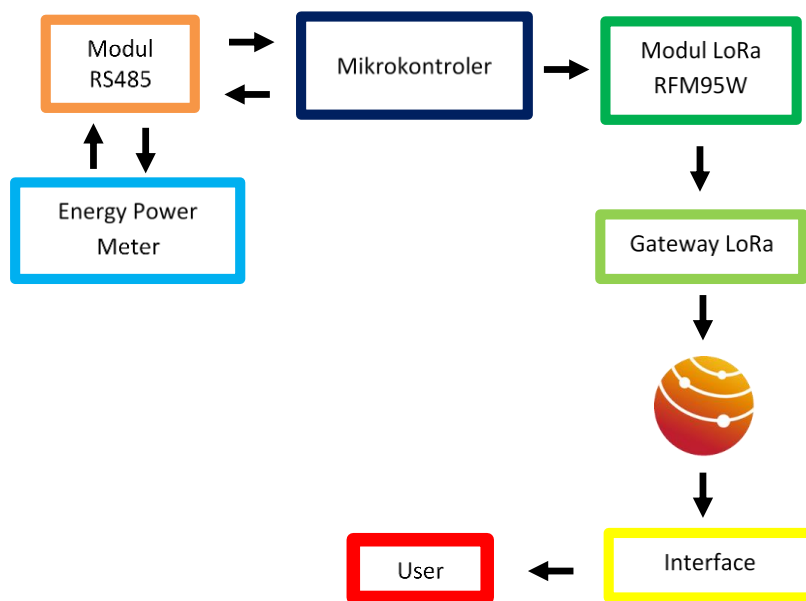 Modul
RS485
Mikrokontroler
Modul LoRa
RFM95W
Energy Power
Meter
Gateway LoRa
Interface
User